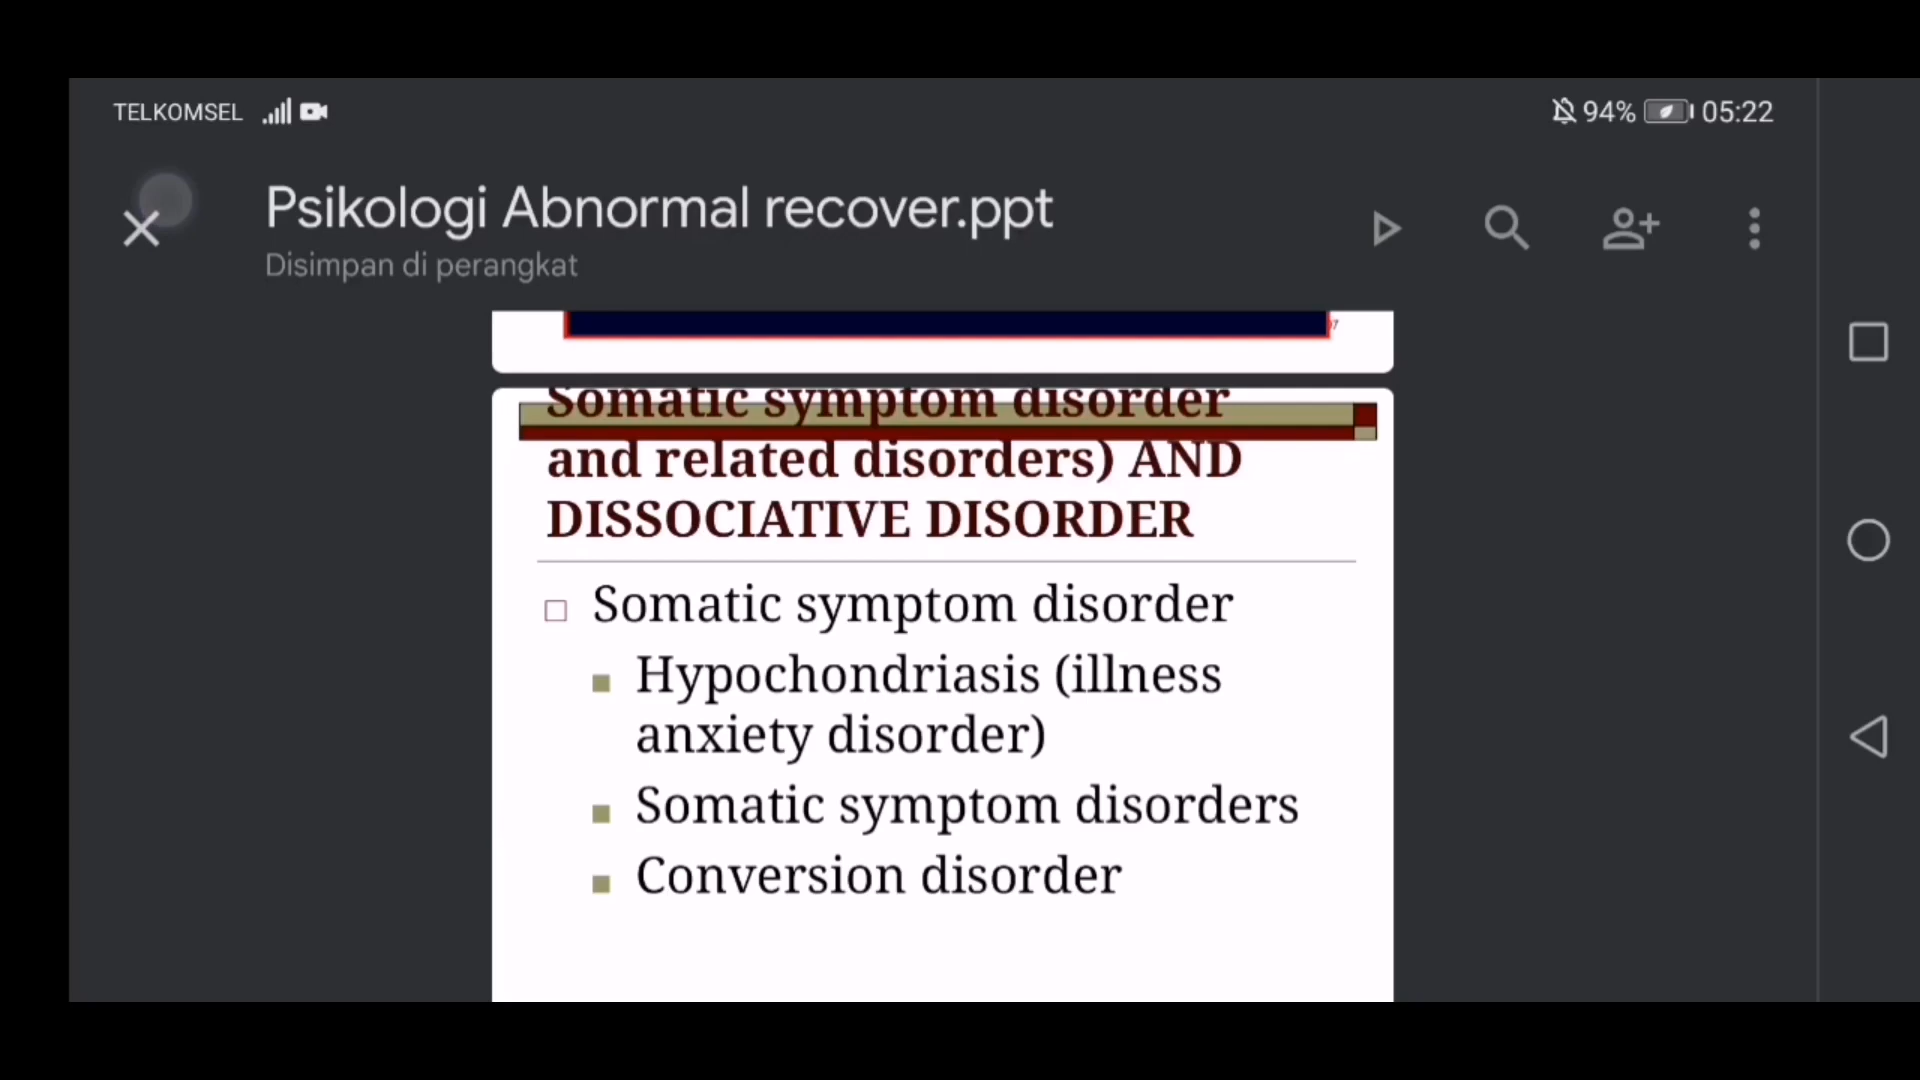 TELKOMSEL
94% 05:22
Psikologi Abnormal recover.ppt
Disimpan di perangkat
Somatic symptom disorder
and related disorders) AND
DISSOCIATIVE DISORDER
Somatic symptom disorder
Hypochondriasis (illness
anxiety disorder)
Somatic symptom disorders
Conversion disorder